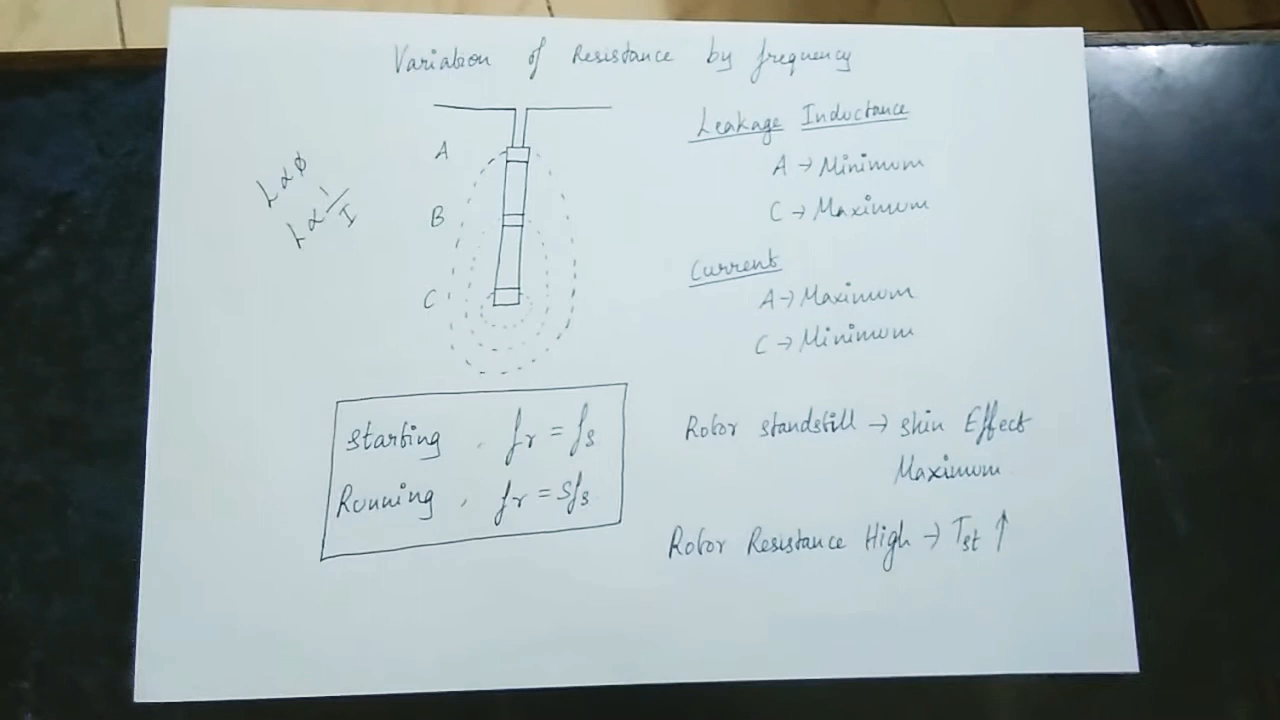 Variation of Resistance by frequency
L α φ
L α 1/I
A
B
C
starting , fr = fs
Running , fr = sfs
Leakage Inductance
A → Minimum
C → Maximum
Current
A → Maximum
C → Minimum
Rotor standstill → skin Effect
Maximum
Rotor Resistance High → Tst ↑